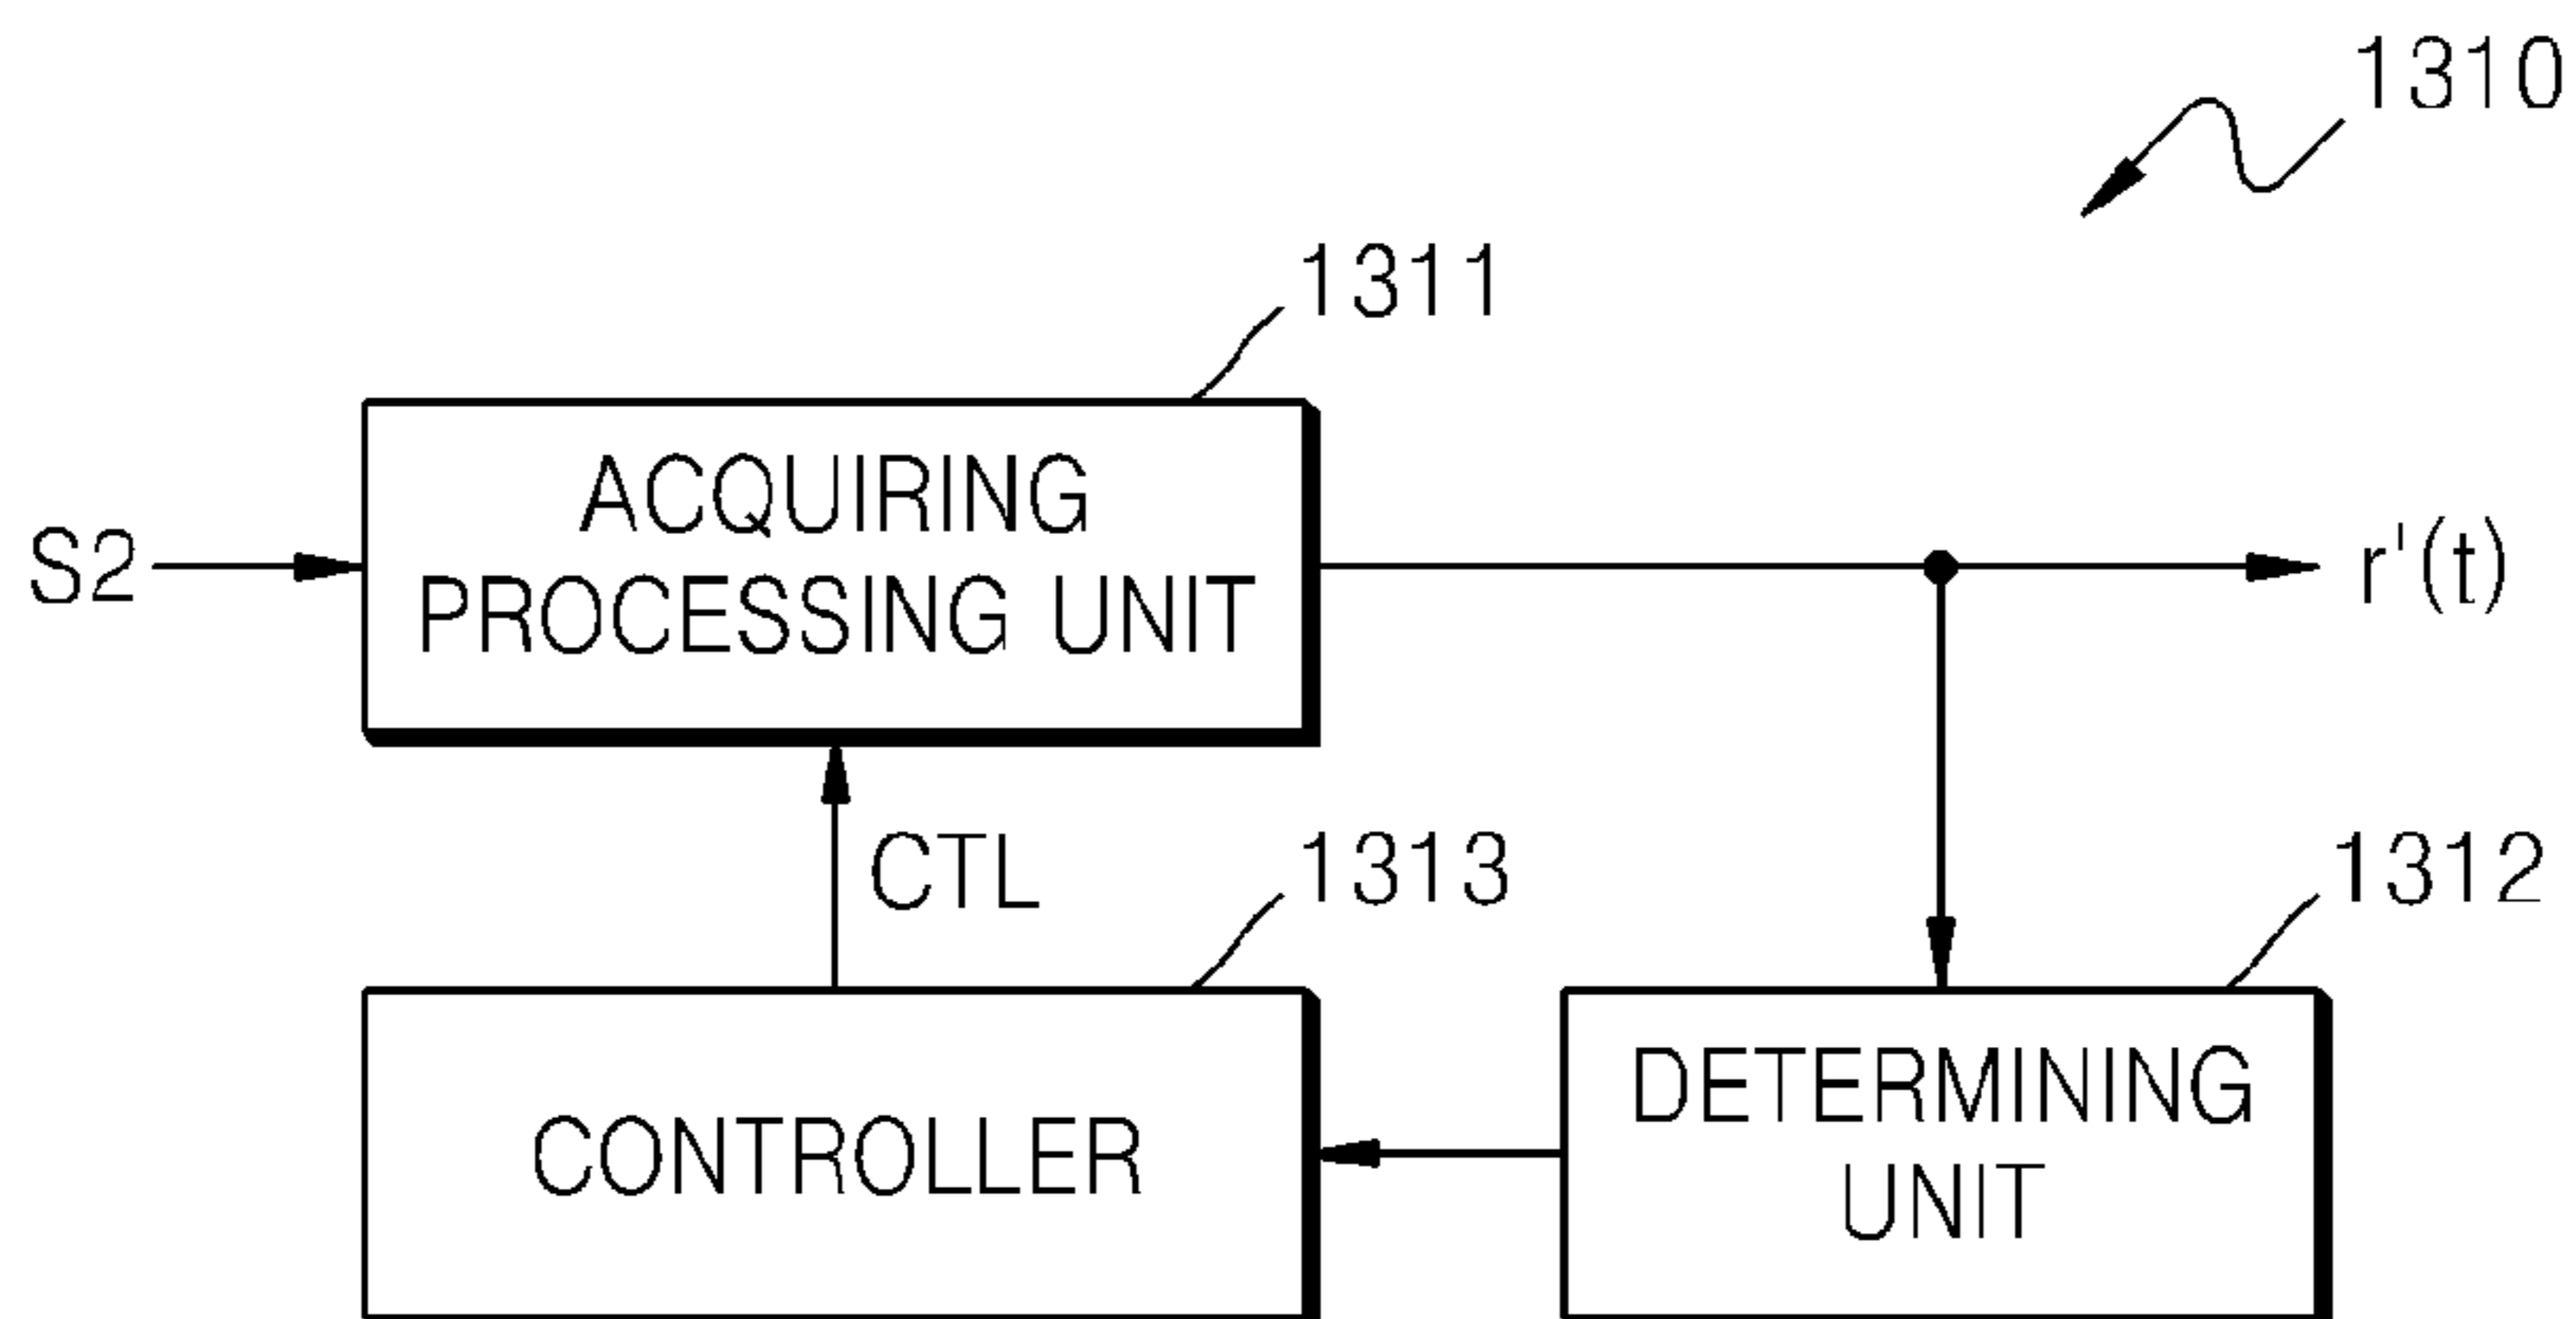 1310
1311
ACQUIRING
PROCESSING UNIT
S2
r'(t)
CTL
1313
1312
CONTROLLER
DETERMINING
UNIT